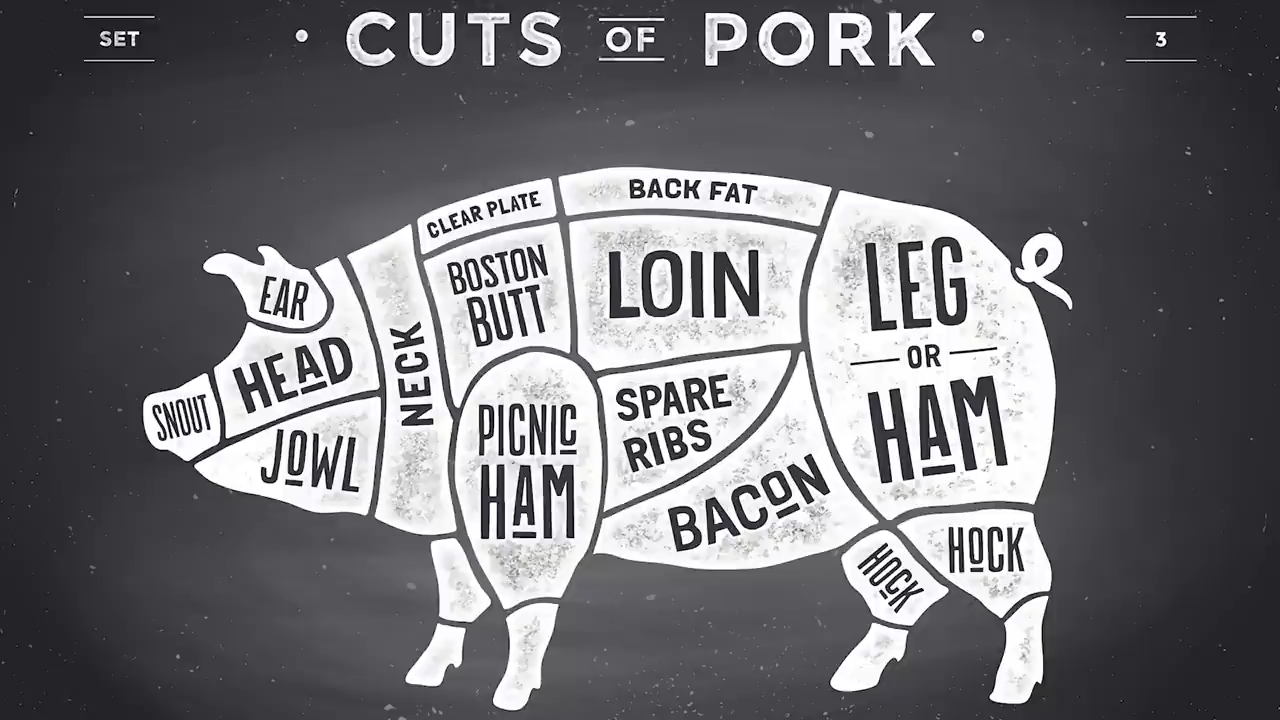 SET
CUTS OF PORK
3
CLEAR PLATE
BACK FAT
EAR
BOSTON
BUTT
LOIN
LEG
OR
HAM
HEAD
NECK
SNOUT
JOWL
PICNIC
HAM
SPARE
RIBS
BACON
HOCK
HOCK